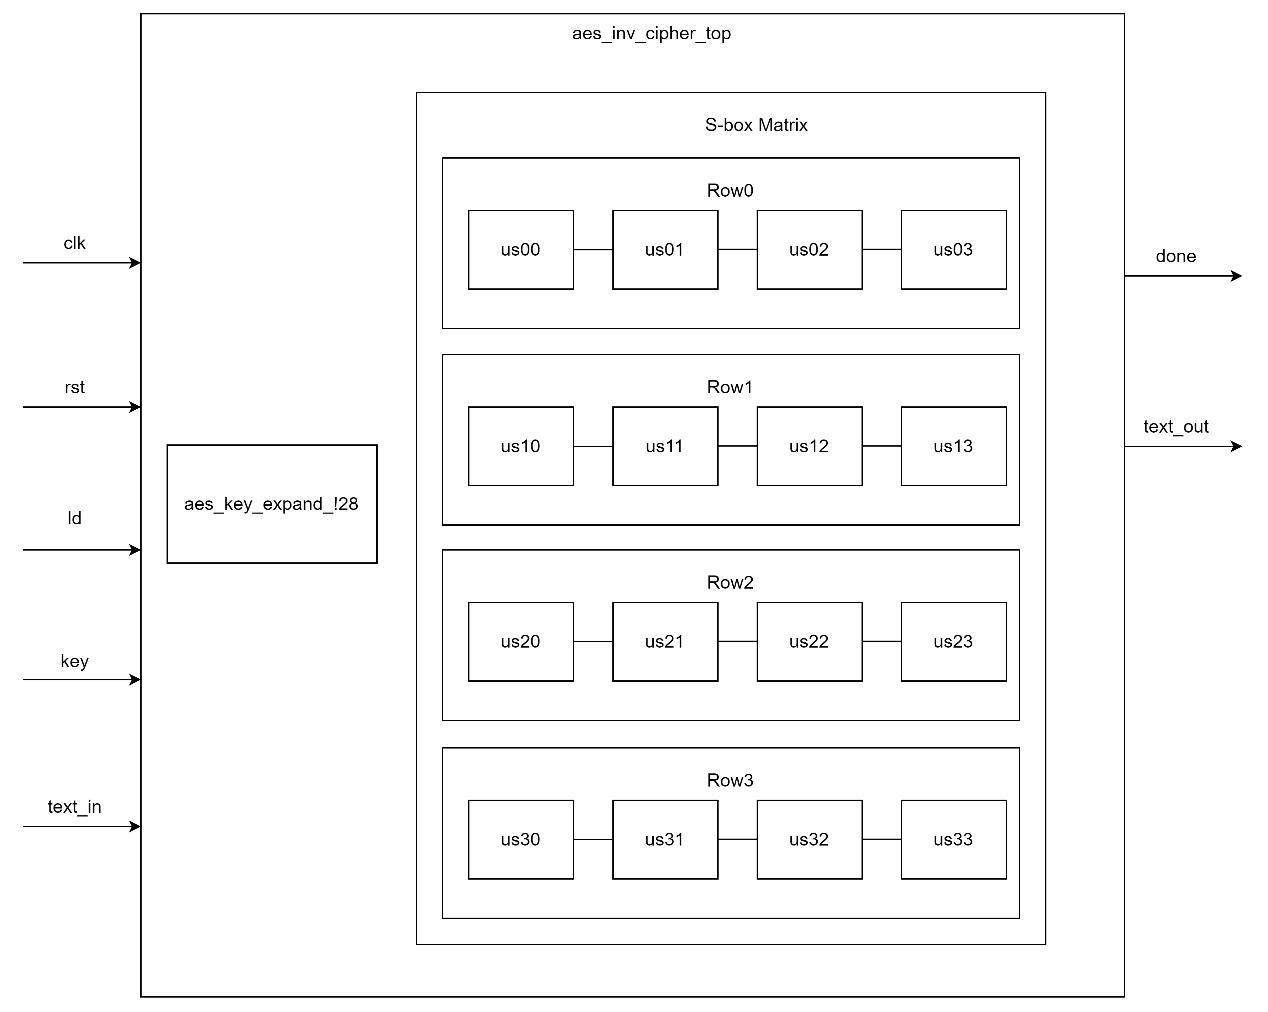 aes_inv_cipher_top
S-box Matrix
Row0
us00
us01
us02
us03
Row1
us10
us11
us12
us13
Row2
us20
us21
us22
us23
Row3
us30
us31
us32
us33
aes_key_expand_!28
clk
rst
ld
key
text_in
done
text_out